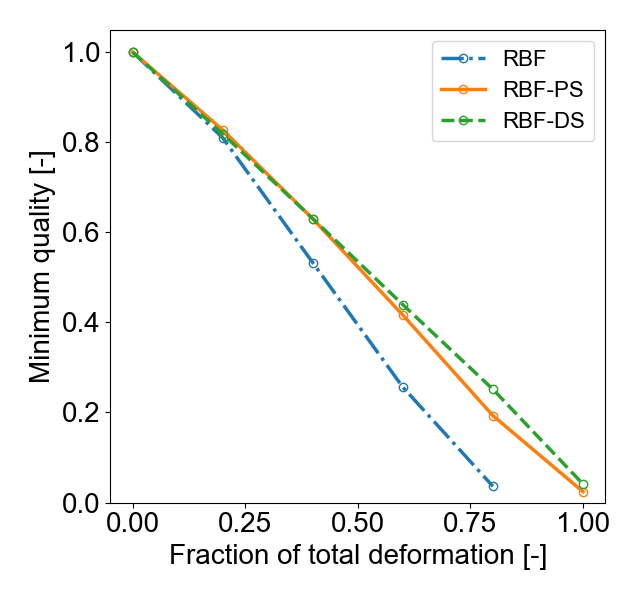 1.0
0.8
0.6
0.4
0.2
0.0
Minimum quality [-]
RBF
RBF-PS
RBF-DS
0.00 0.25 0.50 0.75 1.00
Fraction of total deformation [-]